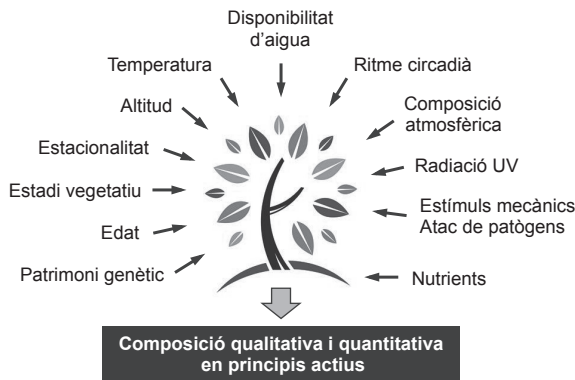 Disponibilitat
d’aigua
Temperatura
Ritme circadià
Altitud
Composició
atmosfèrica
Estacionalitat
Radiació UV
Estadi vegetatiu
Estímuls mecànics
Atac de patògens
Edat
Patrimoni genètic
Nutrients
Composició qualitativa i quantitativa
en principis actius